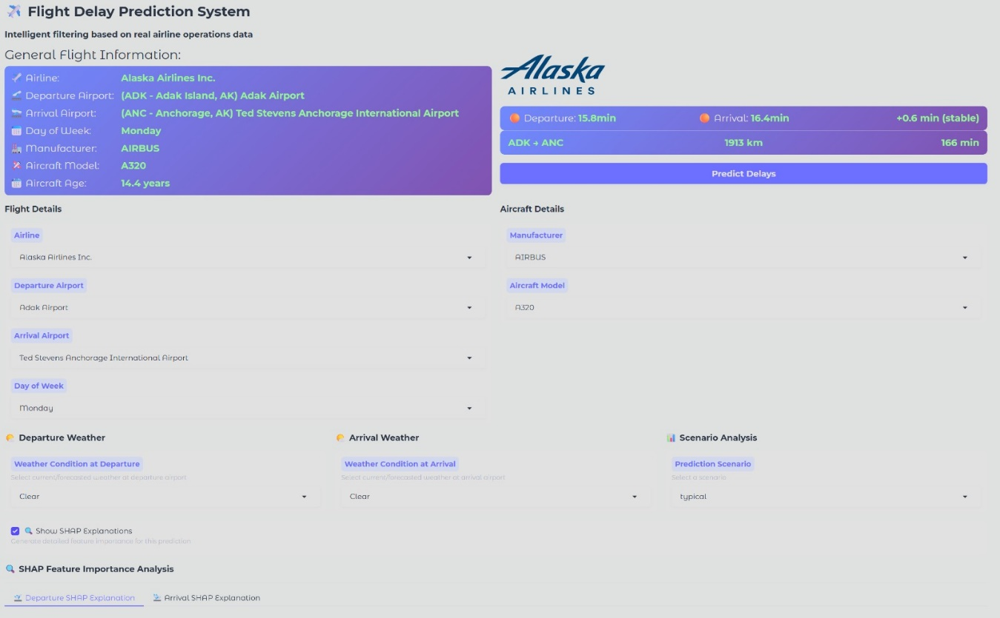 Flight Delay Prediction System
Intelligent filtering based on real airline operations data
General Flight Information:
Airline: Alaska Airlines Inc.
Departure Airport: (ADK - Adak Island, AK) Adak Airport
Arrival Airport: (ANC - Anchorage, AK) Ted Stevens Anchorage International Airport
Day of Week: Monday
Manufacturer: AIRBUS
Aircraft Model: A320
Aircraft Age: 14.4 years
Alaska
AIRLINES
Departure: 15.8min Arrival: 16.4min +0.6 min (stable)
ADK → ANC 1913 km 166 min
Predict Delays
Flight Details
Airline
Alaska Airlines Inc.
Departure Airport
Adak Airport
Arrival Airport
Ted Stevens Anchorage International Airport
Day of Week
Monday
Aircraft Details
Manufacturer
AIRBUS
Aircraft Model
A320
Departure Weather
Weather Condition at Departure
Select current/forecasted weather at departure airport
Clear
Arrival Weather
Weather Condition at Arrival
Select current/forecasted weather at arrival airport
Clear
Scenario Analysis
Prediction Scenario
Select a scenario
typical
Show SHAP Explanations
Generate detailed feature importance for this prediction
SHAP Feature Importance Analysis
Departure SHAP Explanation Arrival SHAP Explanation